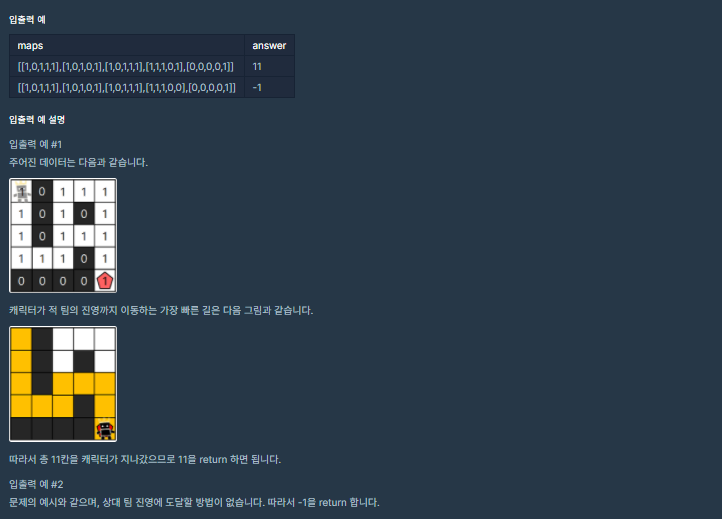 입출력 예
maps answer
[[1,0,1,1,1],[1,0,1,0,1],[1,0,1,1,1],[1,1,1,0,1],[0,0,0,0,1]] 11
[[1,0,1,1,1],[1,0,1,0,1],[1,0,1,1,1],[1,1,1,0,0],[0,0,0,0,1]] -1
입출력 예 설명
입출력 예 #1
주어진 데이터는 다음과 같습니다.
1 0 1 1 1
1 0 1 0 1
1 0 1 1 1
1 1 1 0 1
0 0 0 0 1
캐릭터가 적 팀의 진영까지 이동하는 가장 빠른 길은 다음 그림과 같습니다.
따라서 총 11칸을 캐릭터가 지나갔으므로 11을 return 하면 됩니다.
입출력 예 #2
문제의 예시와 같으며, 상대 팀 진영에 도달할 방법이 없습니다. 따라서 -1을 return 합니다.